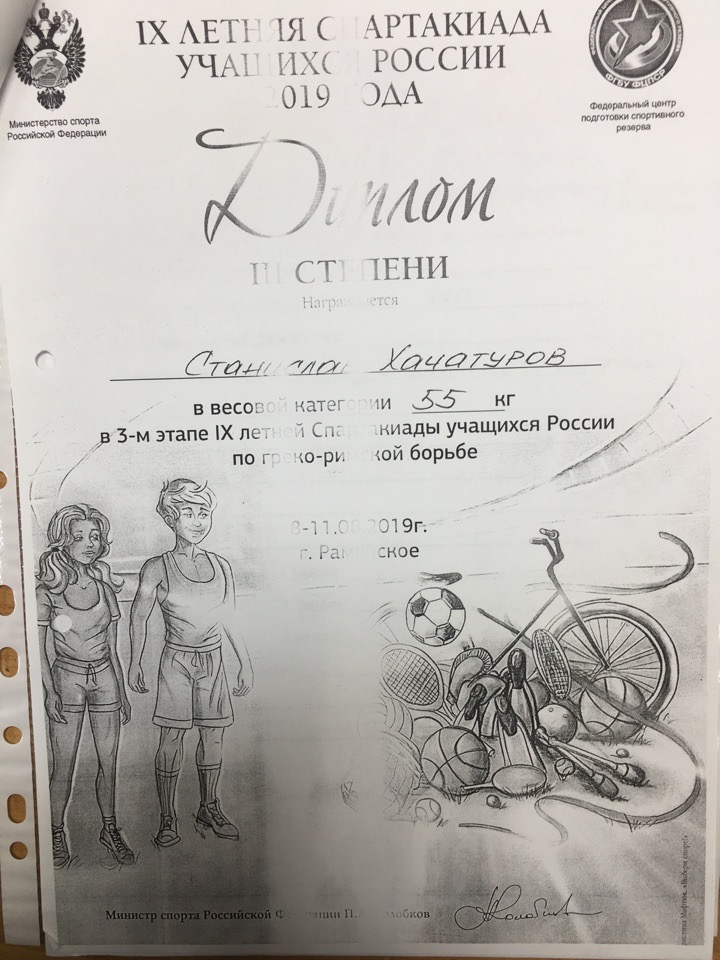 IX ЛЕТНЯЯ СПАРТАКИАДА
УЧАЩИХСЯ РОССИИ
2019 ГОДА
Министерство спорта
Российской Федерации
ФГБУ ФЦПСР
Федеральный центр
подготовки спортивного
резерва
Диплом
III СТЕПЕНИ
Награждается
Станислав Хачатуров
в весовой категории 55 кг
в 3-м этапе IX летней Спартакиады учащихся России
по греко-римской борьбе
8-11.08.2019г.
г. Раменское
Министр спорта Российской Федерации П.А. Колобков
«Выбери спорт!»